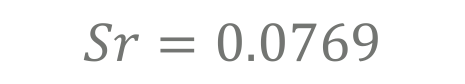 Sr = 0.0769